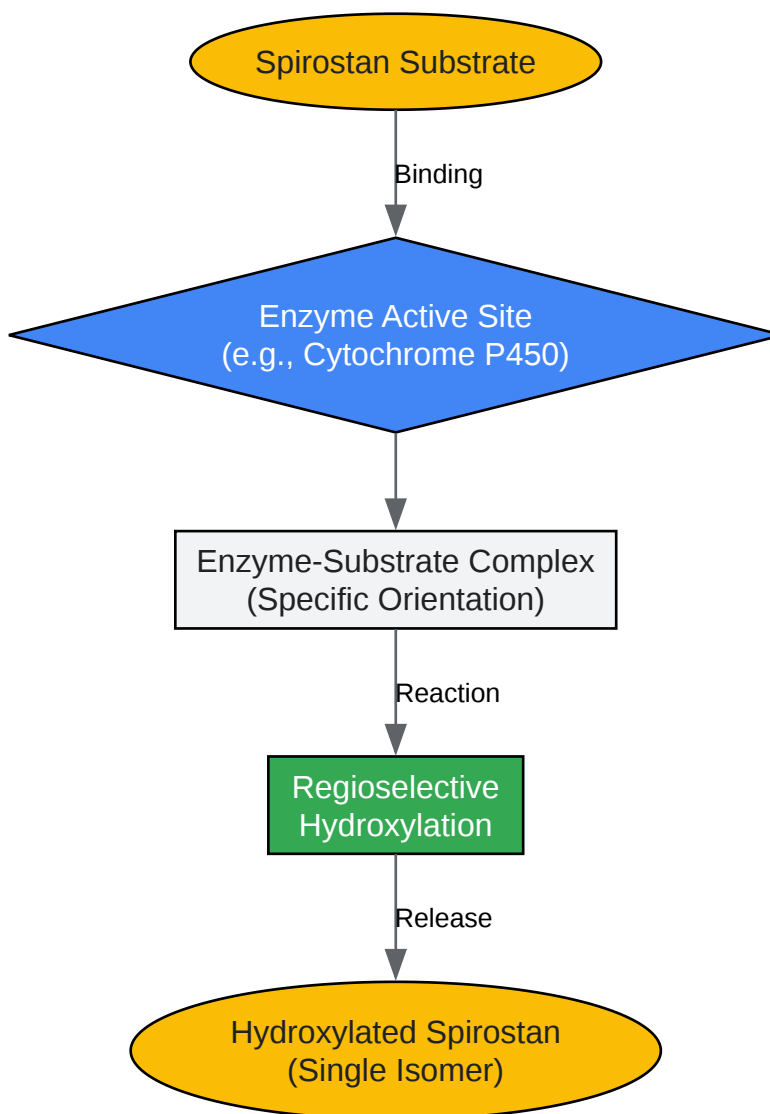 Spirostan Substrate
Binding
Enzyme Active Site
(e.g., Cytochrome P450)
Enzyme-Substrate Complex
(Specific Orientation)
Reaction
Regioselective
Hydroxylation
Release
Hydroxylated Spirostan
(Single Isomer)